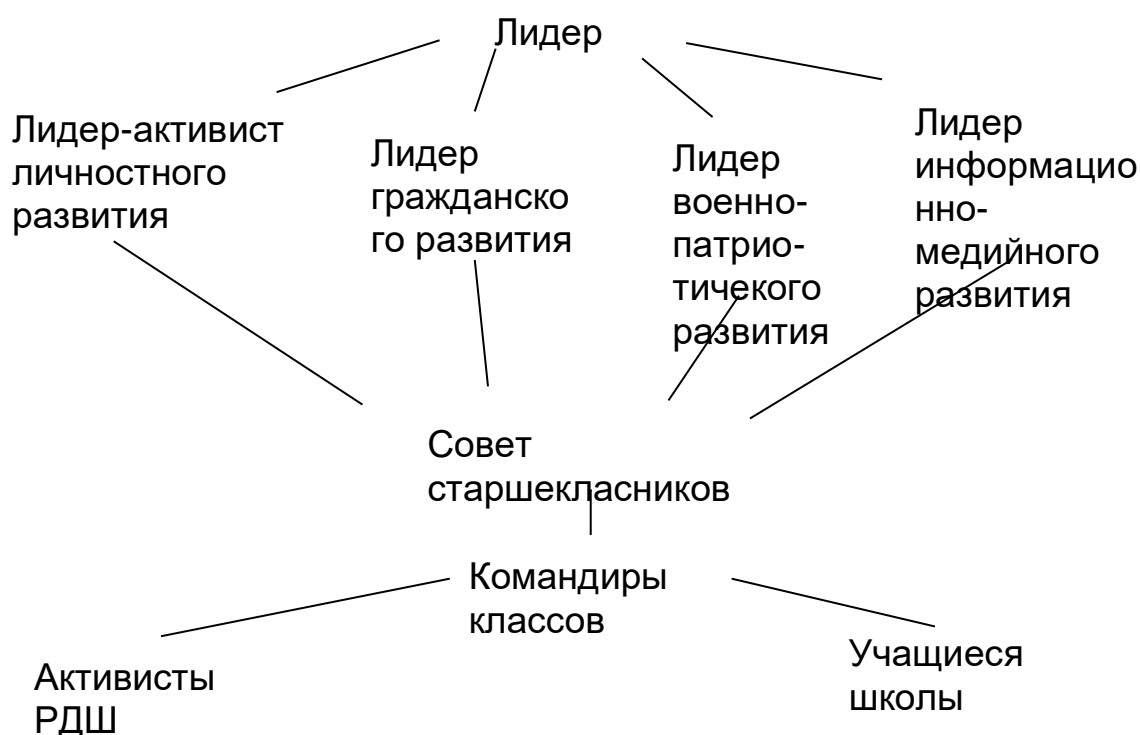 Лидер
Лидер-активист
личностного
развития
Лидер
гражданско
го развития
Лидер
военно-
патрио-
тичекого
развития
Лидер
информацио
нно-
медийного
развития
Совет
старшекласников
Командиры
классов
Активисты
РДШ
Учащиеся
школы